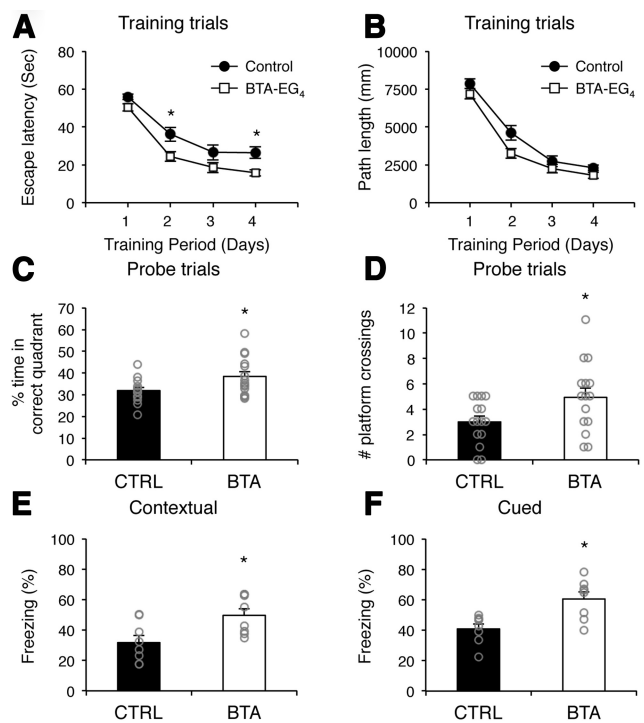 A
Training trials
Escape latency (Sec)
80
60
40
20
0
Control
BTA-EG4
*
*
1 2 3 4
Training Period (Days)
B
Training trials
Path length (mm)
10000
7500
5000
2500
0
Control
BTA-EG4
1 2 3 4
Training Period (Days)
C
Probe trials
% time in
correct quadrant
70
60
50
40
30
20
10
0
*
CTRL BTA
D
Probe trials
# platform crossings
12
10
8
6
4
2
0
*
CTRL BTA
E
Contextual
Freezing (%)
100
80
60
40
20
0
*
CTRL BTA
F
Cued
Freezing (%)
100
80
60
40
20
0
*
CTRL BTA